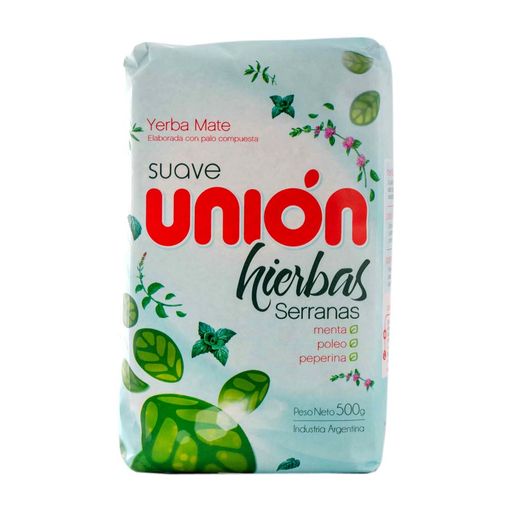 Yerba Mate
Elaborada con palo compuesta
suave
unión
hierbas
Serranas
menta
poleo
peperina
Peso Neto 500g
Industria Argentina